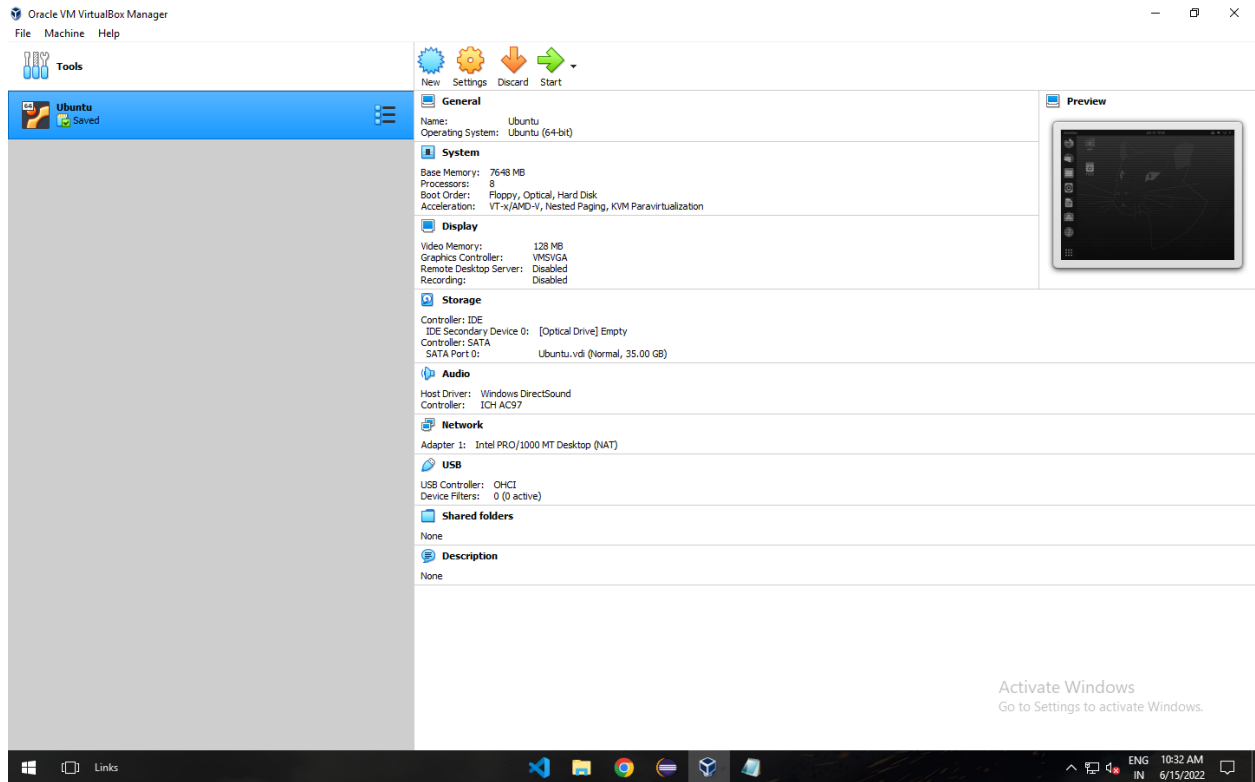 Oracle VM VirtualBox Manager
File Machine Help
Tools
New Settings Discard Start
64 Ubuntu
Saved
General
Name: Ubuntu
Operating System: Ubuntu (64-bit)
Preview
System
Base Memory: 7648 MB
Processors: 8
Boot Order: Floppy, Optical, Hard Disk
Acceleration: VT-x/AMD-V, Nested Paging, KVM Paravirtualization
Display
Video Memory: 128 MB
Graphics Controller: VMSVGA
Remote Desktop Server: Disabled
Recording: Disabled
Storage
Controller: IDE
IDE Secondary Device 0: [Optical Drive] Empty
Controller: SATA
SATA Port 0: Ubuntu.vdi (Normal, 35.00 GB)
Audio
Host Driver: Windows DirectSound
Controller: ICH AC97
Network
Adapter 1: Intel PRO/1000 MT Desktop (NAT)
USB
USB Controller: OHCI
Device Filters: 0 (0 active)
Shared folders
None
Description
None
Activate Windows
Go to Settings to activate Windows.
Links
ENG 10:32 AM
IN 6/15/2022